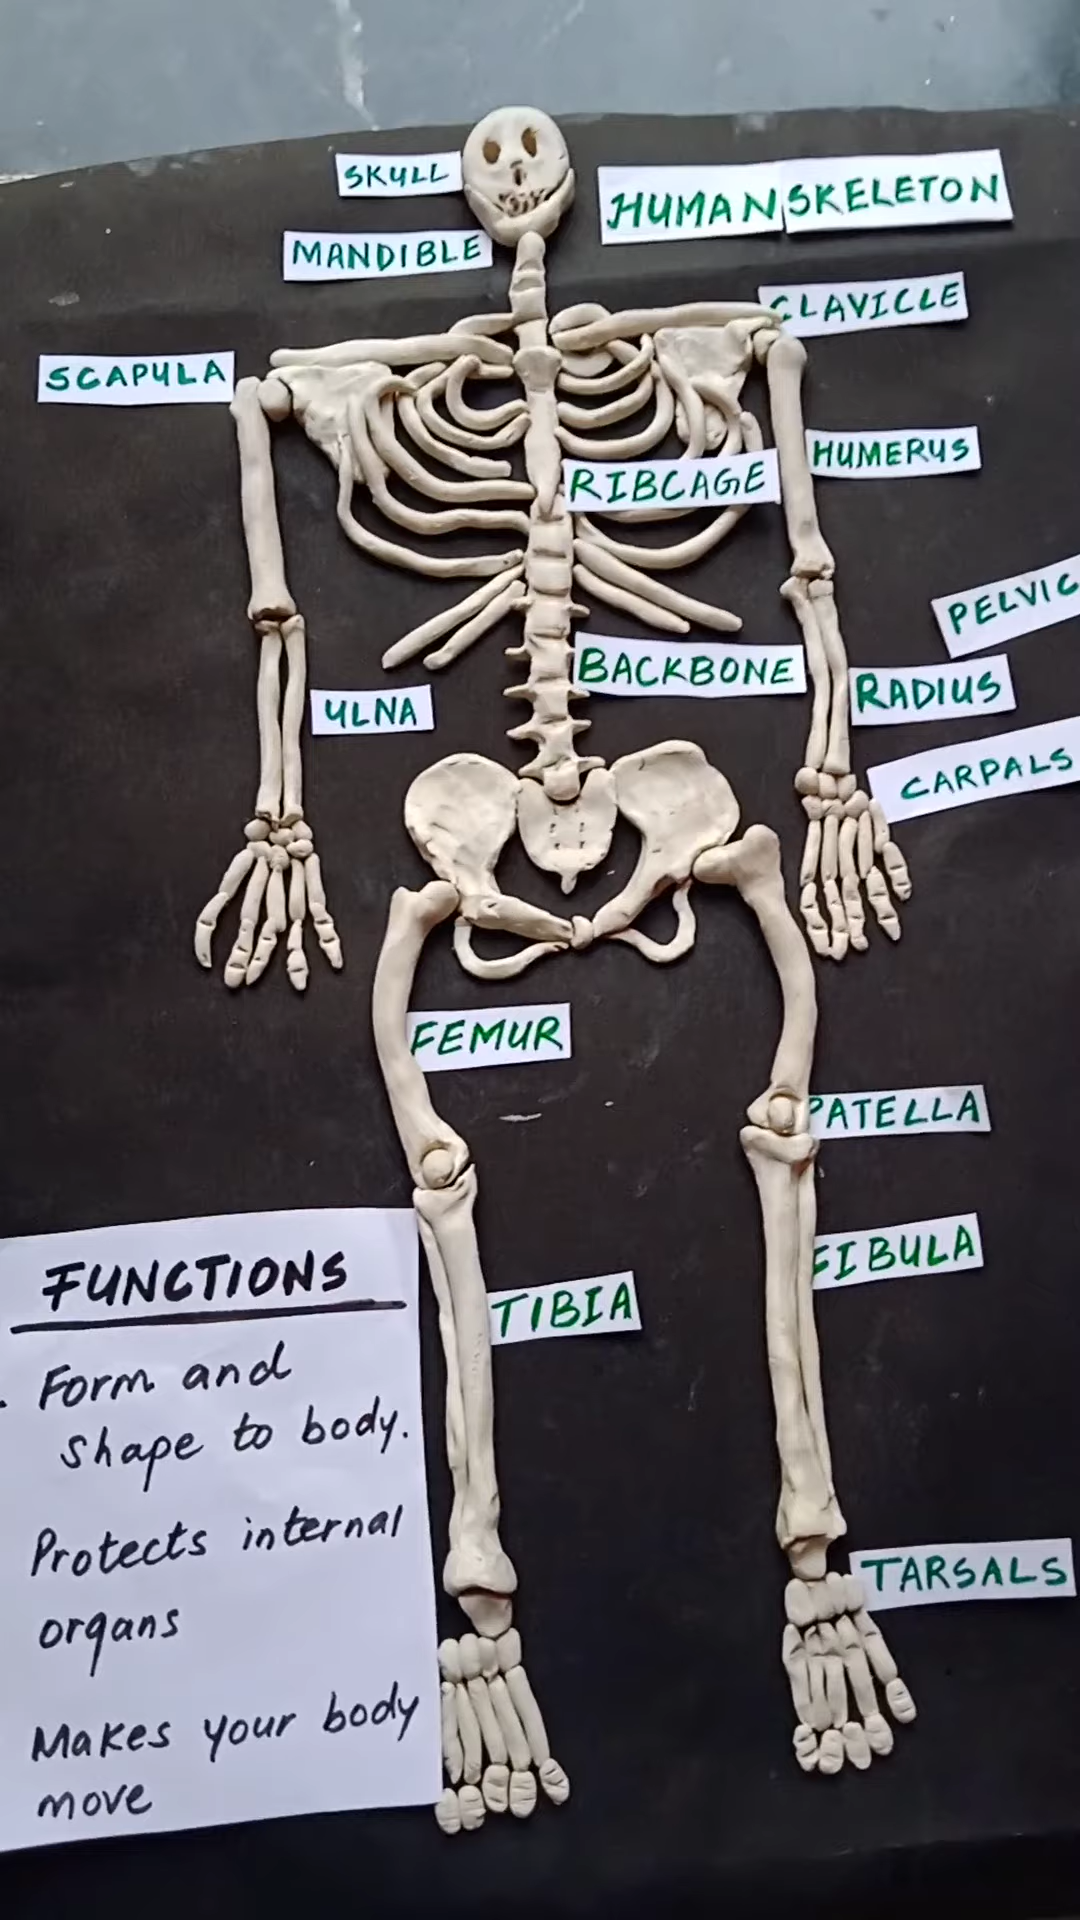 SKULL
HUMAN SKELETON
MANDIBLE
CLAVICLE
SCAPULA
HUMERUS
RIBCAGE
PELVIC
BACKBONE
RADIUS
ULNA
CARPALS
FEMUR
PATELLA
FIBULA
TIBIA
TARSALS
FUNCTIONS
. Form and
shape to body.
Protects internal
organs
Makes your body
move